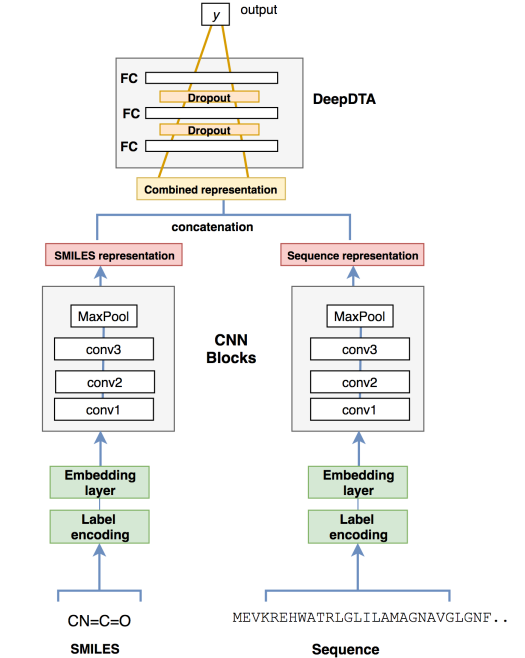 y output
DeepDTA
FC
Dropout
FC
Dropout
FC
Combined representation
concatenation
SMILES representation
Sequence representation
CNN
Blocks
MaxPool
conv3
conv2
conv1
MaxPool
conv3
conv2
conv1
Embedding
layer
Label
encoding
Embedding
layer
Label
encoding
CN=C=O
MEVKREHWATRLGLILAMAGNAVGLGNF..
SMILES
Sequence